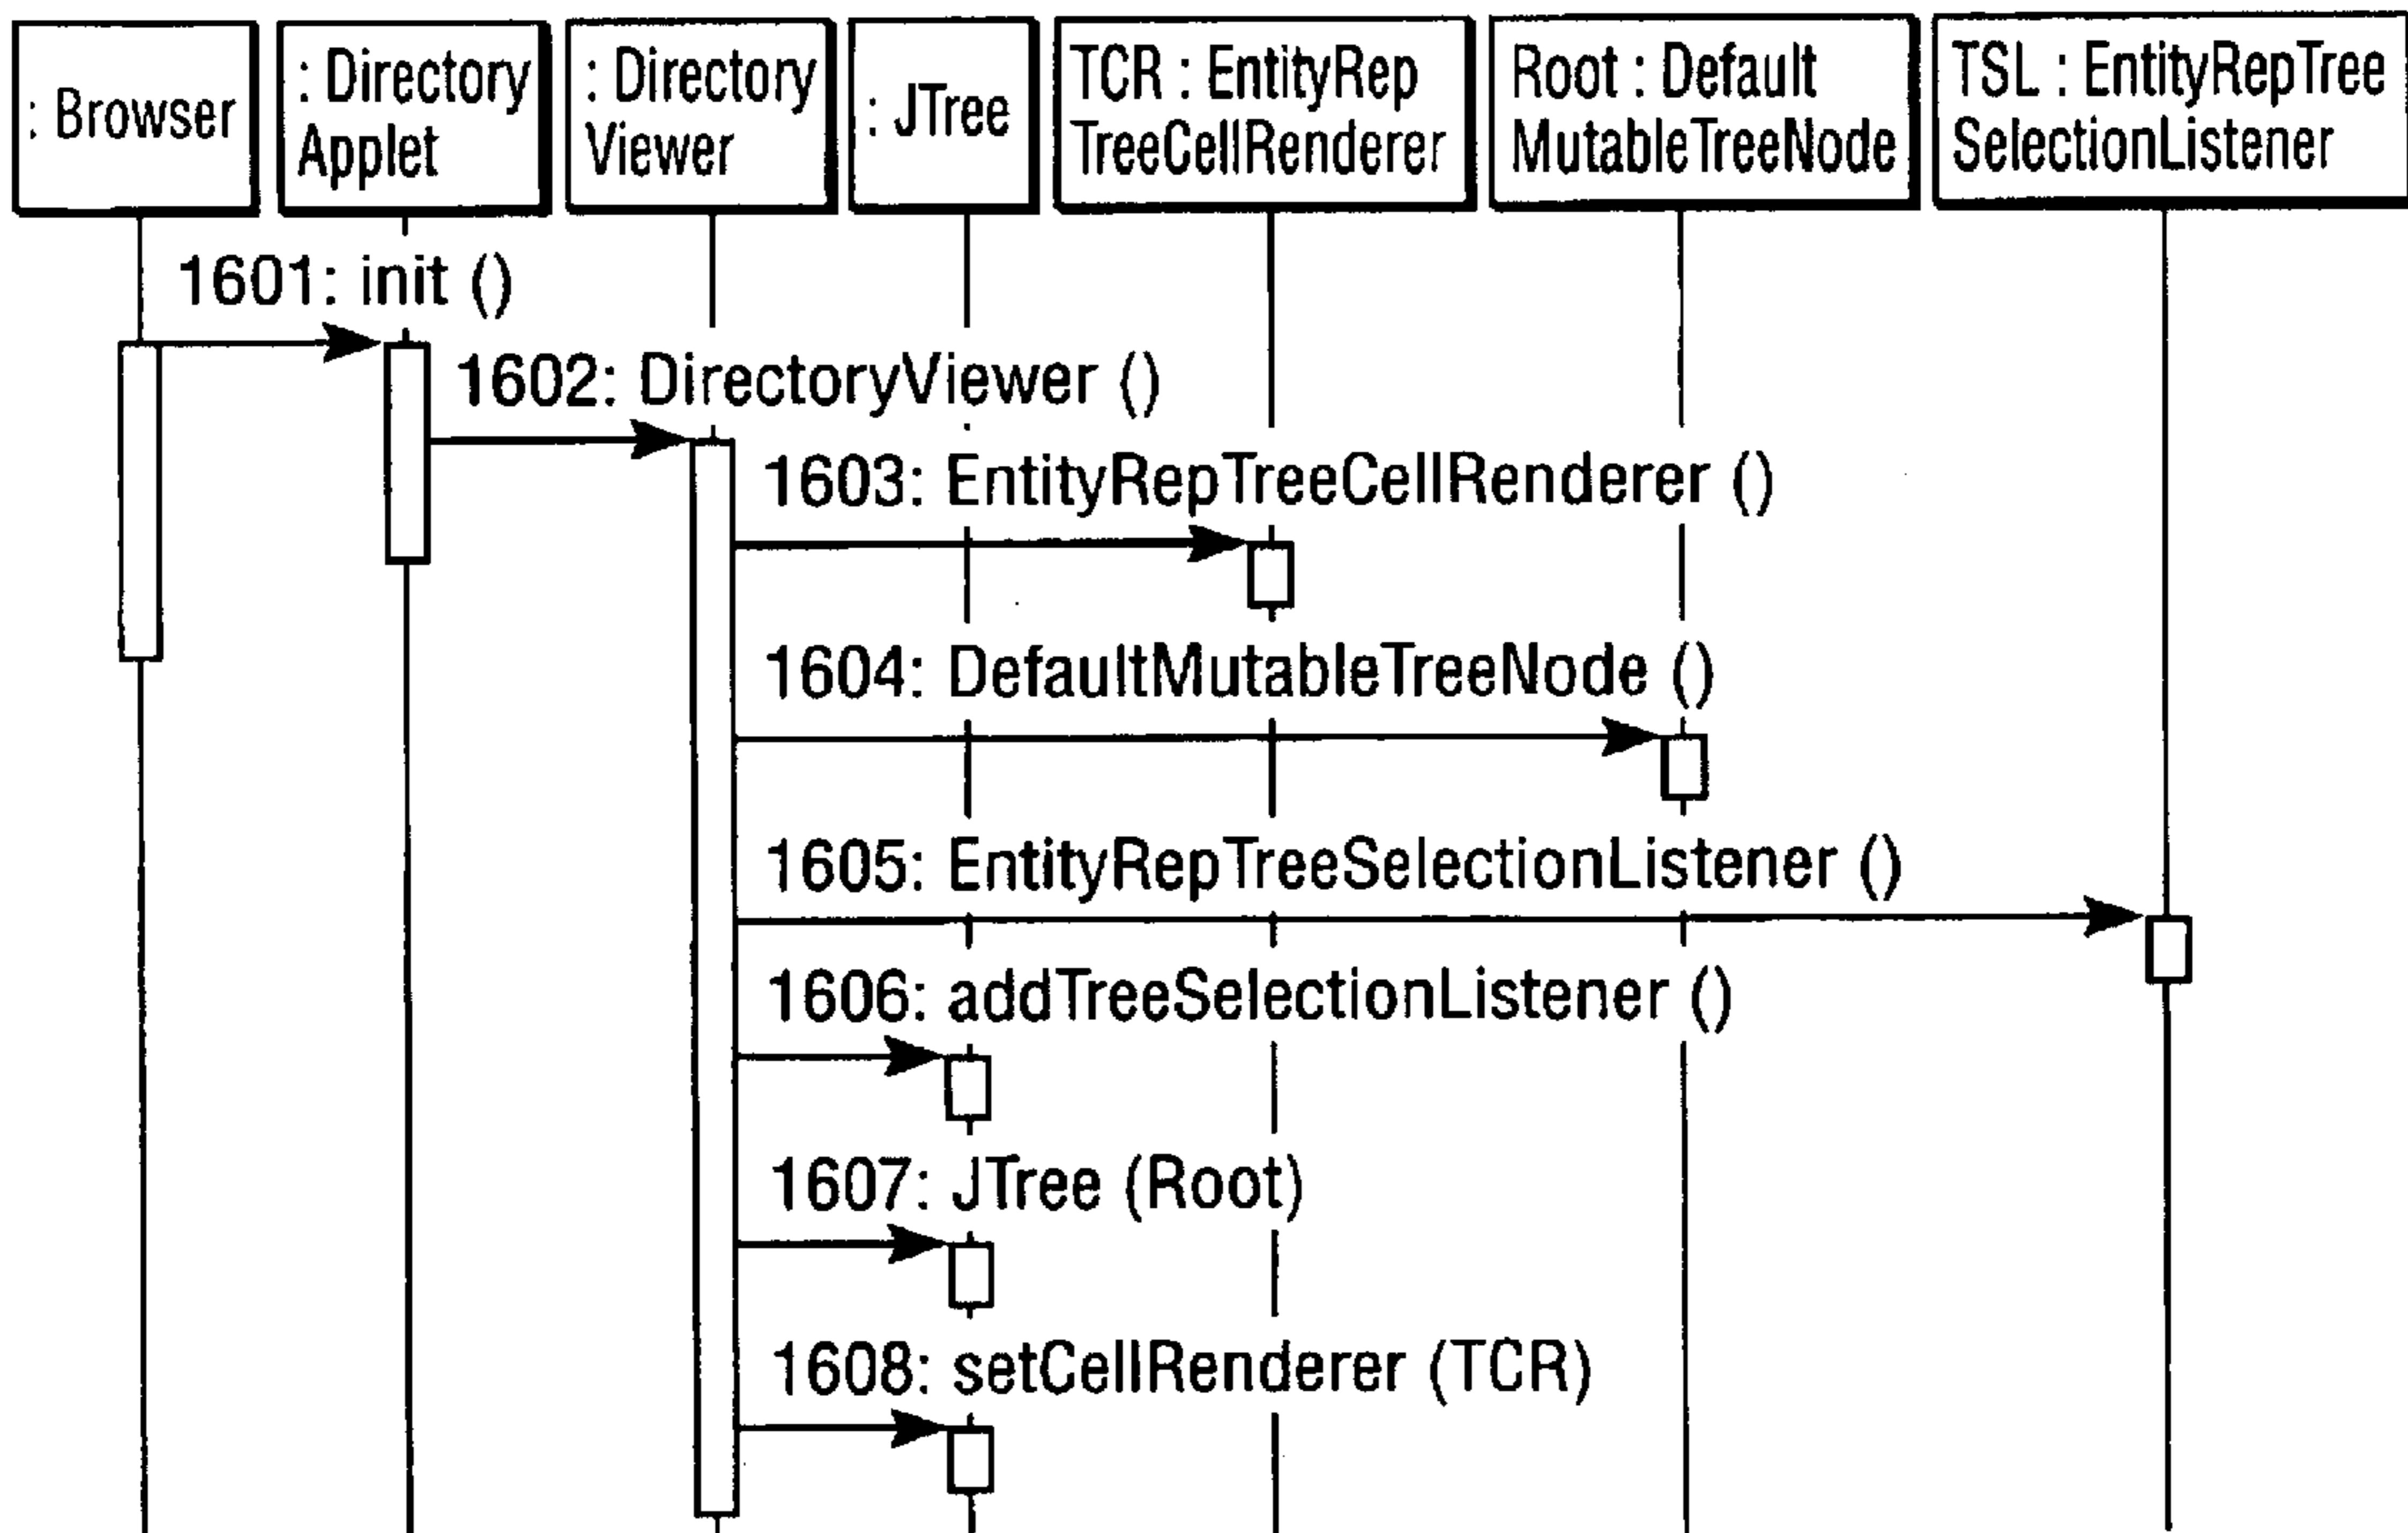 : Browser
: Directory
Applet
: Directory
Viewer
: JTree
TCR : EntityRep
TreeCellRenderer
Root : Default
MutableTreeNode
TSL : EntityRepTree
SelectionListener
1601: init ()
1602: DirectoryViewer ()
1603: EntityRepTreeCellRenderer ()
1604: DefaultMutableTreeNode ()
1605: EntityRepTreeSelectionListener ()
1606: addTreeSelectionListener ()
1607: JTree (Root)
1608: setCellRenderer (TCR)